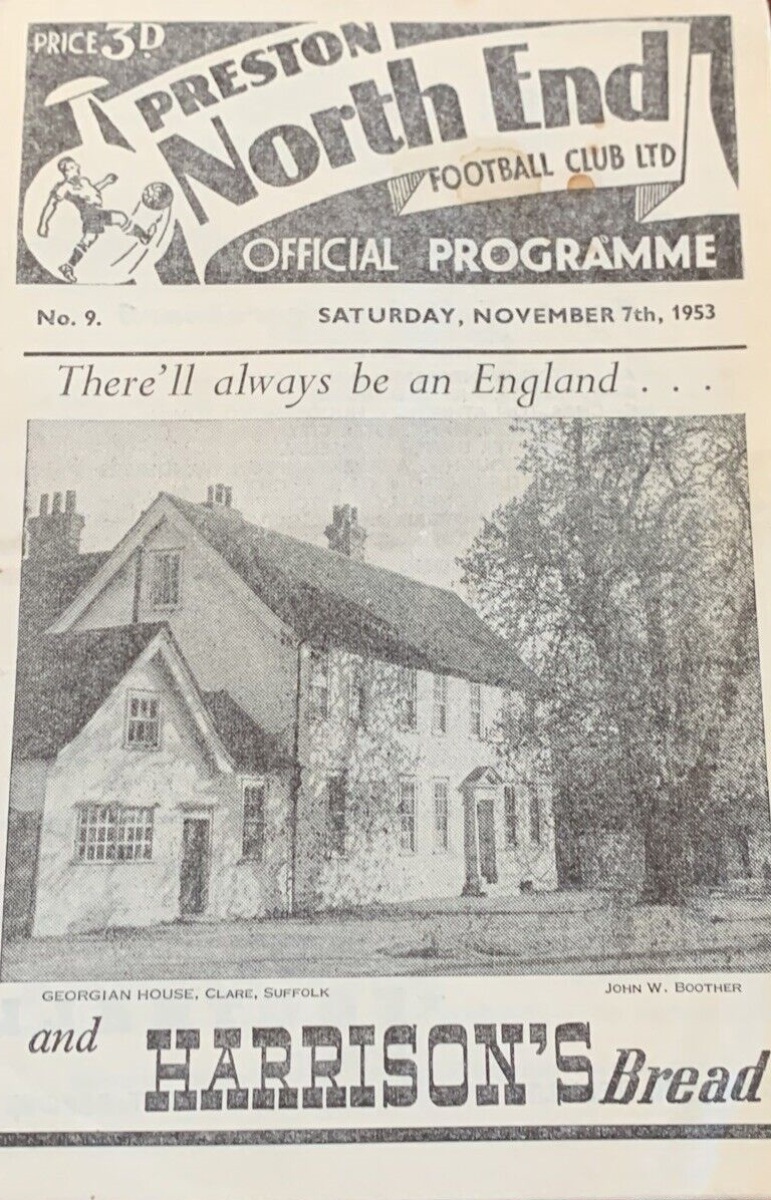 PRICE 3D
PRESTON
North End
FOOTBALL CLUB LTD
OFFICIAL PROGRAMME
No. 9. SATURDAY, NOVEMBER 7th, 1953
There'll always be an England . . .
GEORGIAN HOUSE, CLARE, SUFFOLK JOHN W. BOOTHER
and HARRISON'S Bread